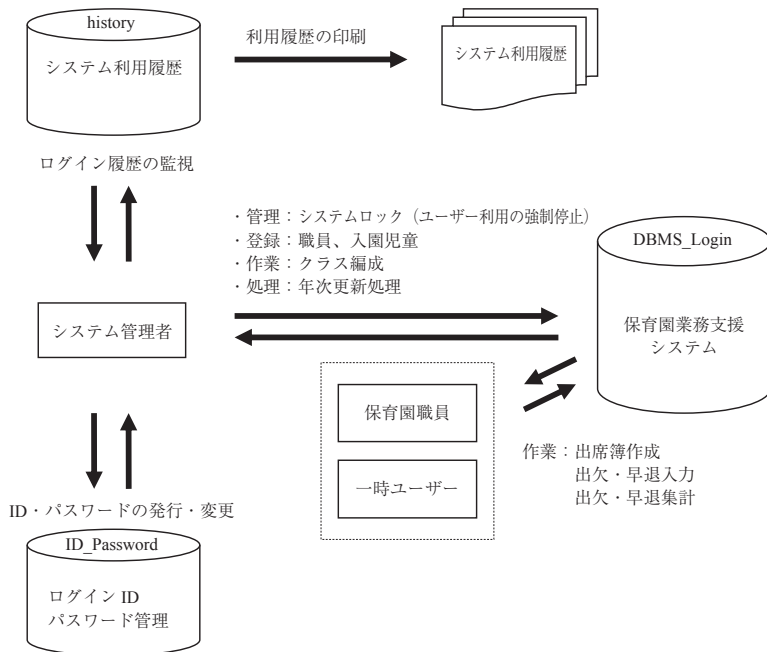 history
システム利用履歴
利用履歴の印刷
システム利用履歴
ログイン履歴の監視
・管理：システムロック（ユーザー利用の強制停止）
・登録：職員、入園児童
・作業：クラス編成
・処理：年次更新処理
DBMS_Login
保育園業務支援
システム
システム管理者
保育園職員
一時ユーザー
作業：出席簿作成
出欠・早退入力
出欠・早退集計
ID・パスワードの発行・変更
ID_Password
ログイン ID
パスワード管理